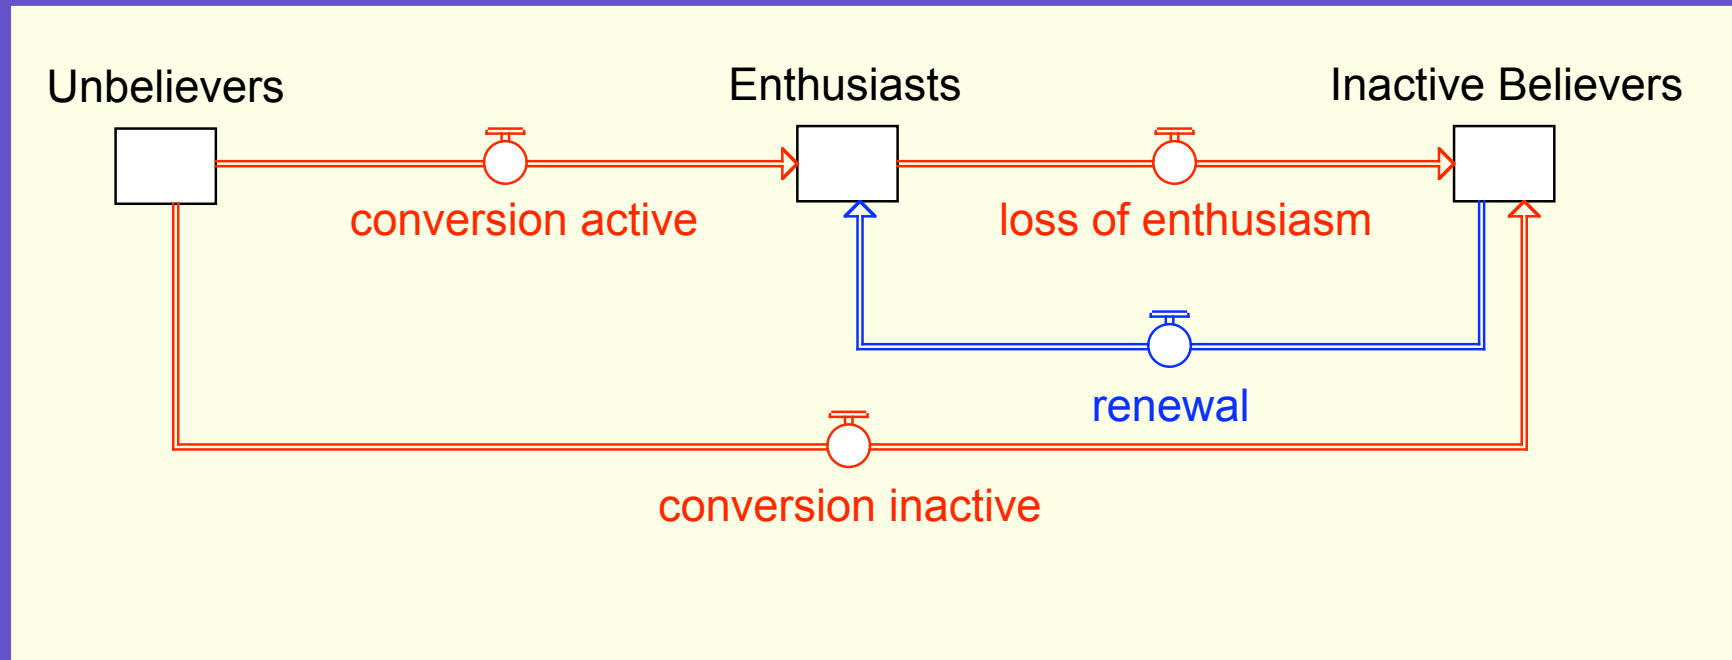 Unbelievers
Enthusiasts
Inactive Believers
conversion active
loss of enthusiasm
renewal
conversion inactive